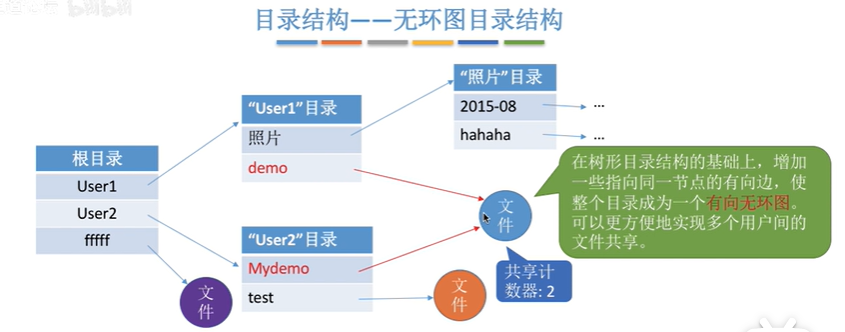 目录结构——无环图目录结构
根目录
User1
User2
fffff
“User1”目录
照片
demo
“照片”目录
2015-08
hahaha
...
...
“User2”目录
Mydemo
test
文
件
文
件
文
件
共享计
数器: 2
在树形目录结构的基础上，增加
一些指向同一节点的有向边，使
整个目录成为一个有向无环图。
可以更方便地实现多个用户间的
文件共享。